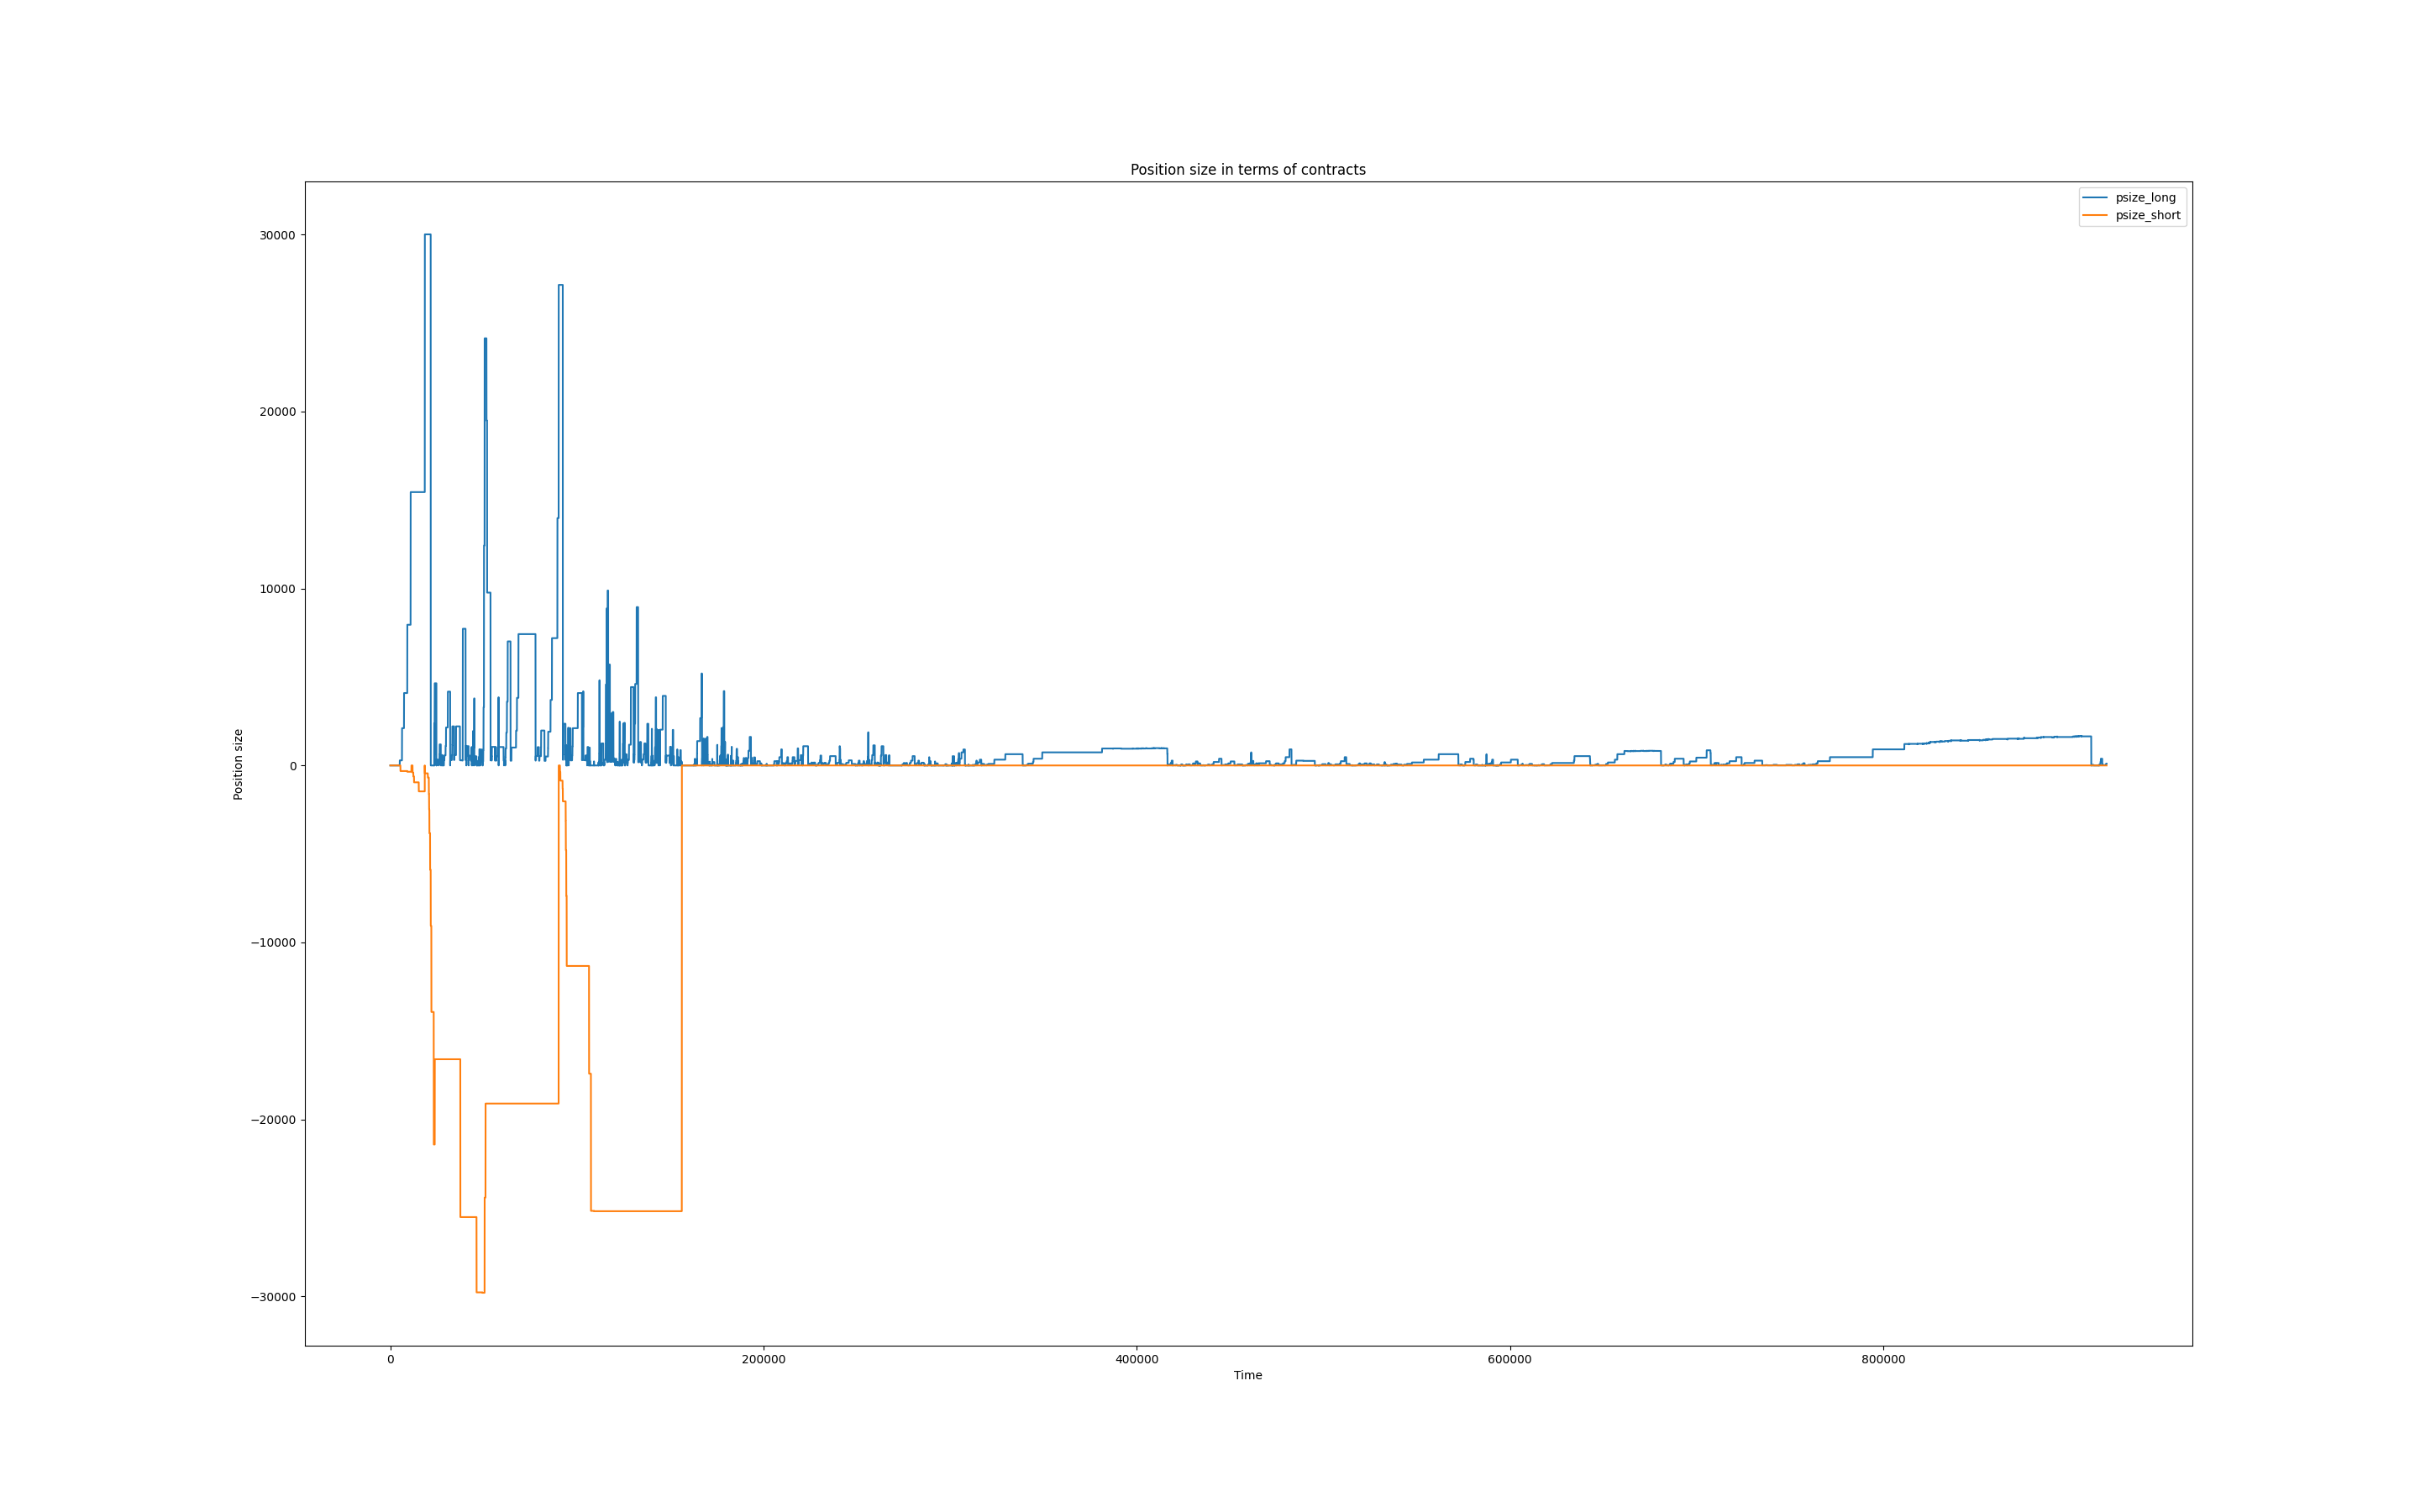 Position size in terms of contracts
psize_long
psize_short
30000
20000
10000
0
−10000
−20000
−30000
Position size
0
200000
400000
600000
800000
Time